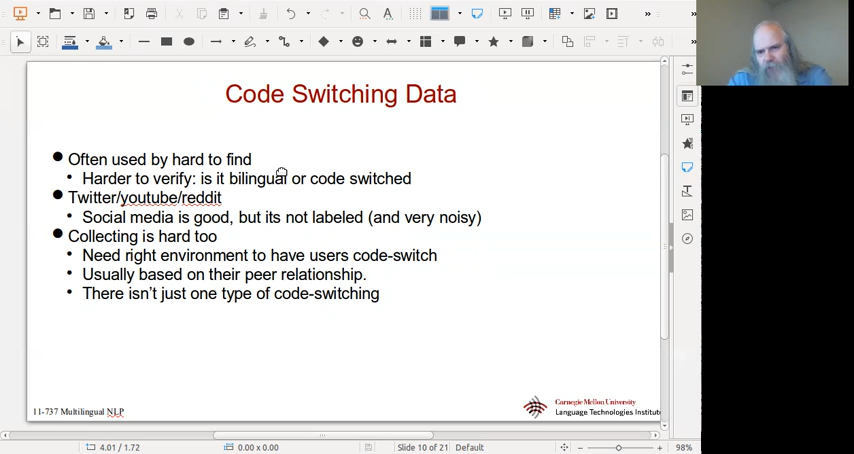 Code Switching Data
Often used by hard to find
Harder to verify: is it bilingual or code switched
Twitter/youtube/reddit
Social media is good, but its not labeled (and very noisy)
Collecting is hard too
Need right environment to have users code-switch
Usually based on their peer relationship.
There isn't just one type of code-switching
11-737 Multilingual NLP
Carnegie Mellon University
Language Technologies Institute
4.01 / 1.72
0.00 x 0.00
Slide 10 of 21
Default
98%